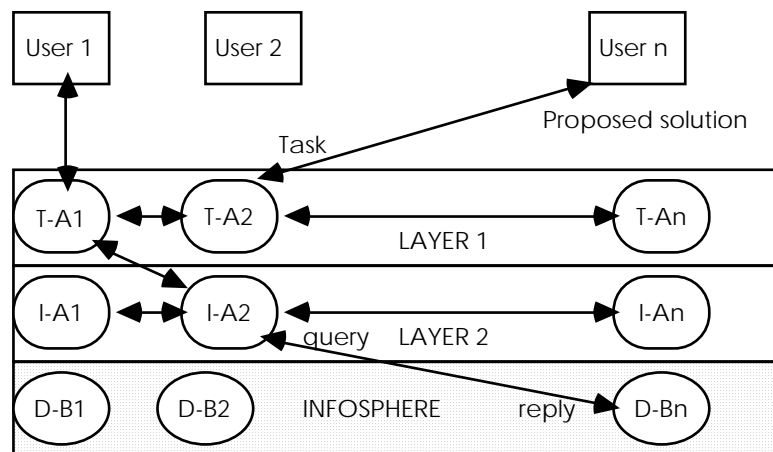 User 1
User 2
User n
Proposed solution
Task
T-A1
T-A2
T-An
LAYER 1
I-A1
I-A2
I-An
query
LAYER 2
D-B1
D-B2
INFOSPHERE
reply
D-Bn